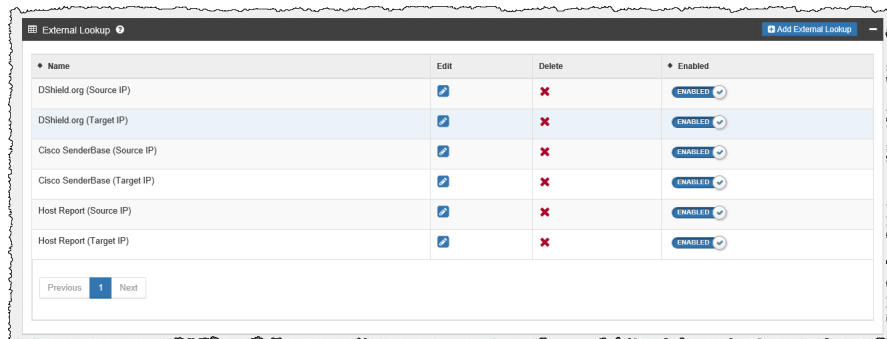 External Lookup
Add External Lookup
Name Edit Delete Enabled
DShield.org (Source IP) ENABLED
DShield.org (Target IP) ENABLED
Cisco SenderBase (Source IP) ENABLED
Cisco SenderBase (Target IP) ENABLED
Host Report (Source IP) ENABLED
Host Report (Target IP) ENABLED
Previous 1 Next